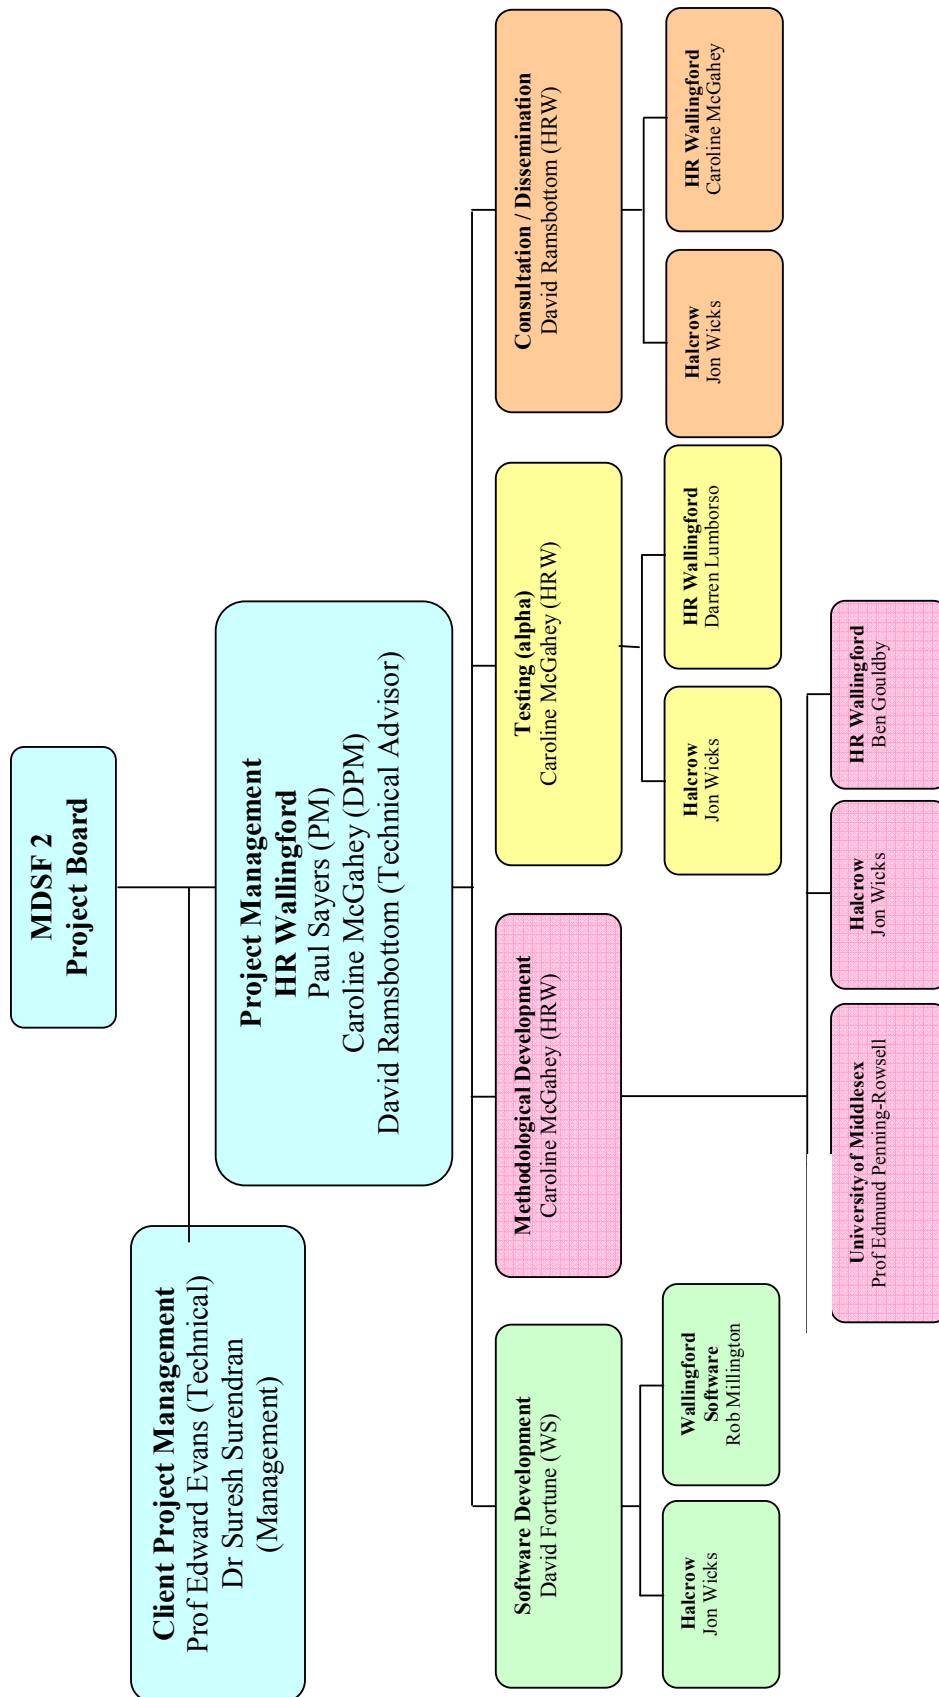 MDSF 2
Project Board
Client Project Management
Prof Edward Evans (Technical)
Dr Suresh Surendran
(Management)
Project Management
HR Wallingford
Paul Sayers (PM)
Caroline McGahey (DPM)
David Ramsbottom (Technical Advisor)
Software Development
David Fortune (WS)
Methodological Development
Caroline McGahey (HRW)
Testing (alpha)
Caroline McGahey (HRW)
Consultation / Dissemination
David Ramsbottom (HRW)
Halcrow
Jon Wicks
Wallingford
Software
Rob Millington
Halcrow
Jon Wicks
HR Wallingford
Darren Lumborso
Halcrow
Jon Wicks
HR Wallingford
Caroline McGahey
University of Middlesex
Prof Edmund Penning-Rowsell
Halcrow
Jon Wicks
HR Wallingford
Ben Gouldby